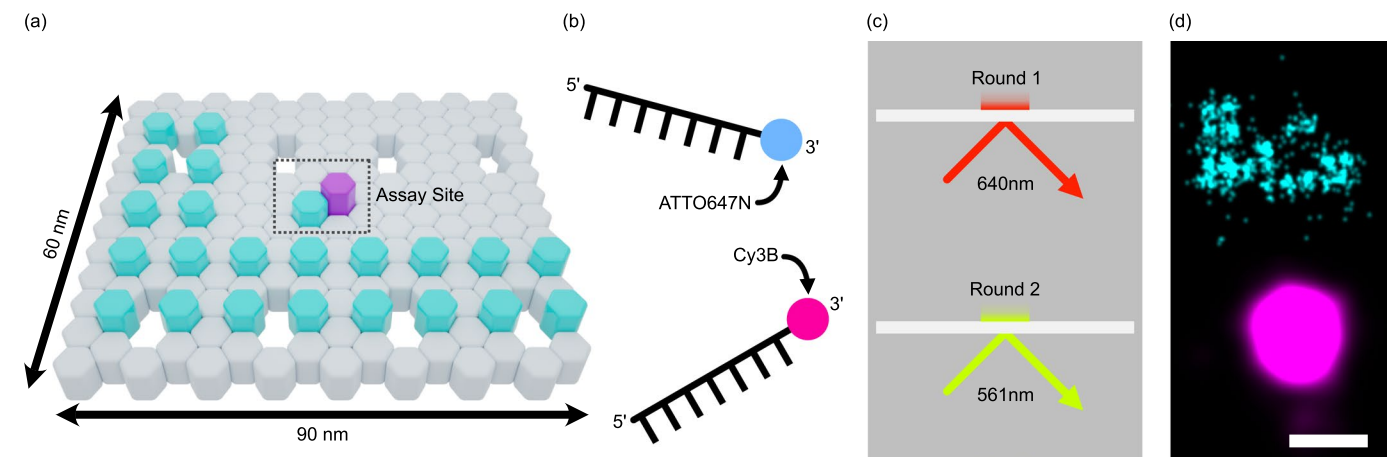 (a)
60 nm
Assay Site
90 nm
(b)
5'
3'
ATTO647N
Cy3B
3'
5'
(c)
Round 1
640nm
Round 2
561nm
(d)